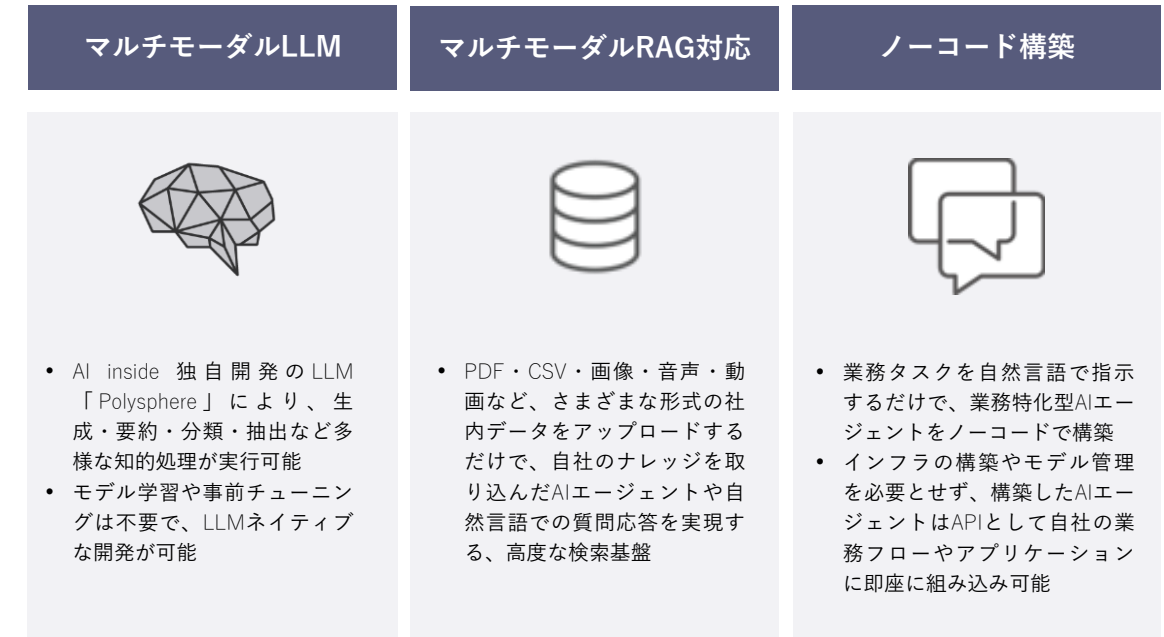 マルチモーダルLLM
マルチモーダルRAG対応
ノーコード構築
• AI inside 独自開発のLLM
「Polysphere」により、生
成・要約・分類・抽出など多
様な知的処理が実行可能
• モデル学習や事前チューニン
グは不要で、LLMネイティブ
な開発が可能
• PDF・CSV・画像・音声・動
画など、さまざまな形式の社
内データをアップロードする
だけで、自社のナレッジを取
り込んだAIエージェントや自
然言語での質問応答を実現す
る、高度な検索基盤
• 業務タスクを自然言語で指示
するだけで、業務特化型AIエー
ジェントをノーコードで構築
• インフラの構築やモデル管理
を必要とせず、構築したAIエー
ジェントはAPIとして自社の業
務フローやアプリケーション
に即座に組み込み可能